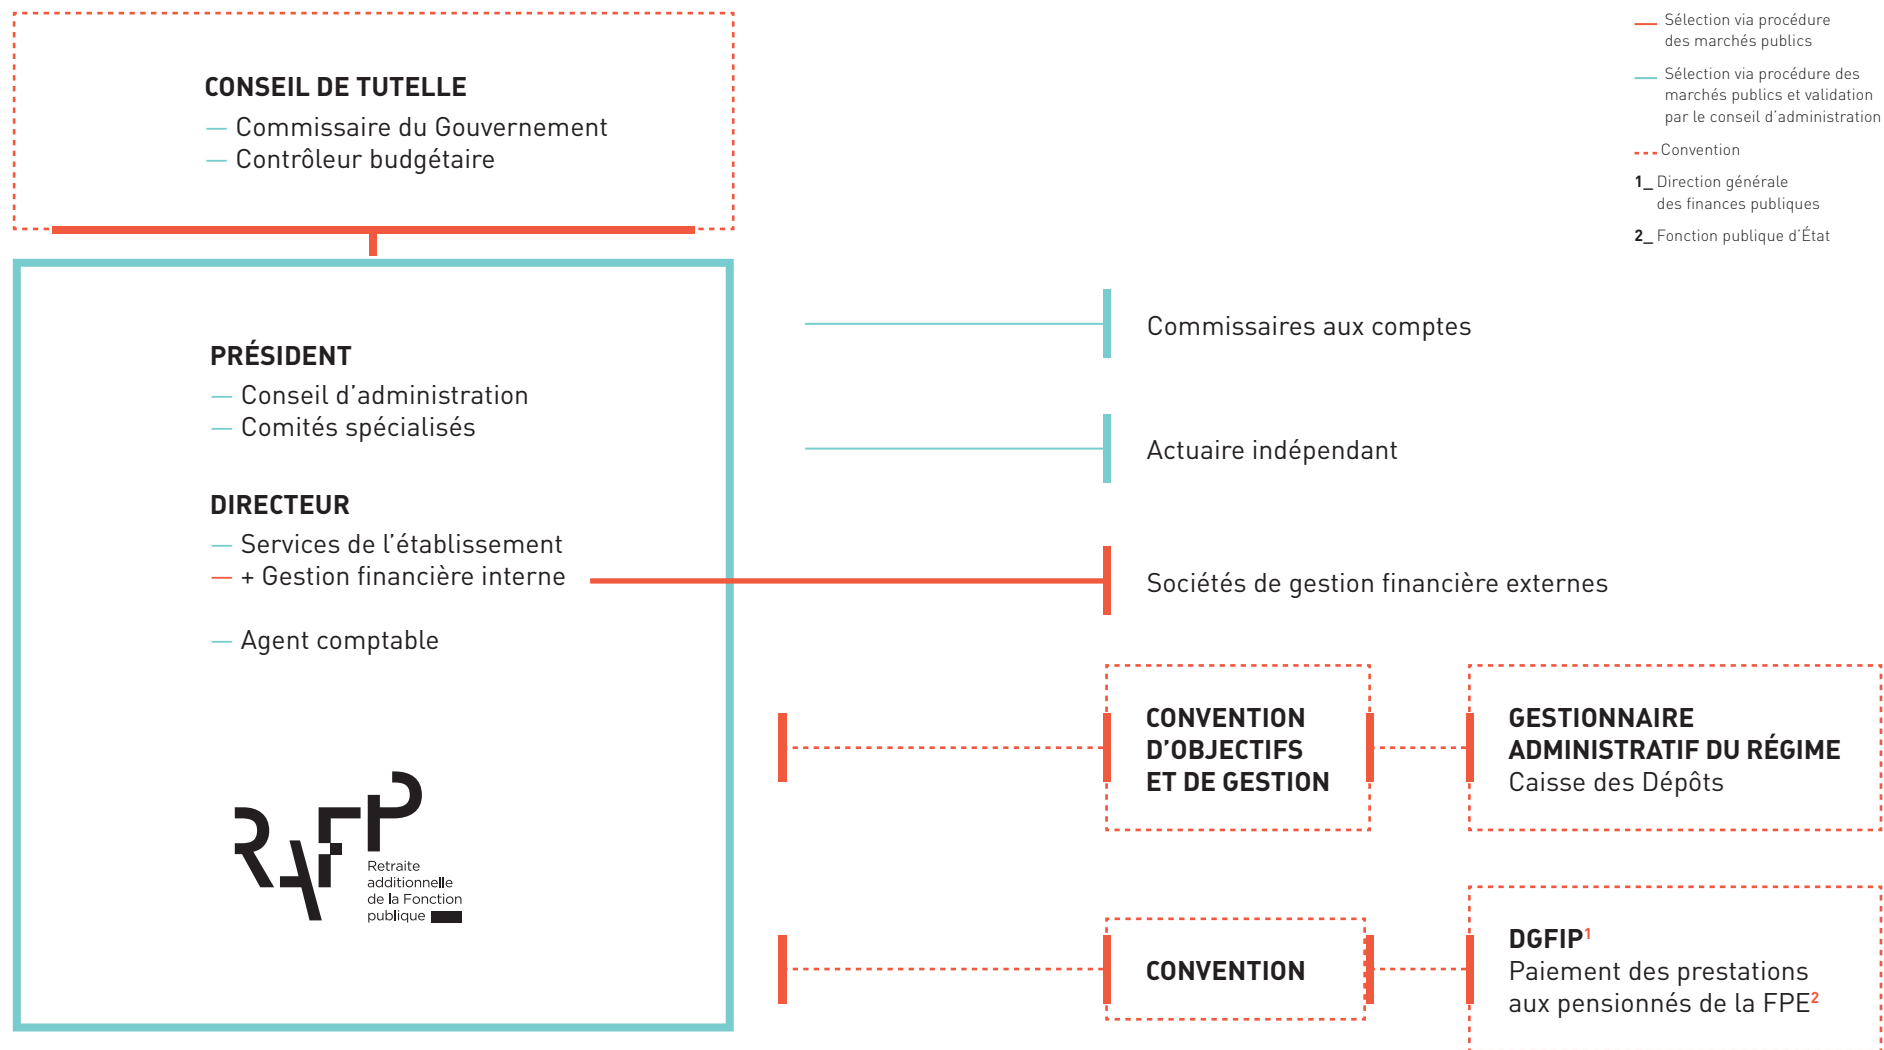 CONSEIL DE TUTELLE
— Commissaire du Gouvernement
— Contrôleur budgétaire
Sélection via procédure
des marchés publics
Sélection via procédure des
marchés publics et validation
par le conseil d'administration
Convention
1_ Direction générale
des finances publiques
2_ Fonction publique d'État
PRÉSIDENT
— Conseil d'administration
— Comités spécialisés
DIRECTEUR
— Services de l'établissement
— + Gestion financière interne
— Agent comptable
RAFP
Retraite
additionnelle
de la Fonction
publique
Commissaires aux comptes
Actuaire indépendant
Sociétés de gestion financière externes
CONVENTION
D'OBJECTIFS
ET DE GESTION
GESTIONNAIRE
ADMINISTRATIF DU RÉGIME
Caisse des Dépôts
CONVENTION
DGFIP¹
Paiement des prestations
aux pensionnés de la FPE²